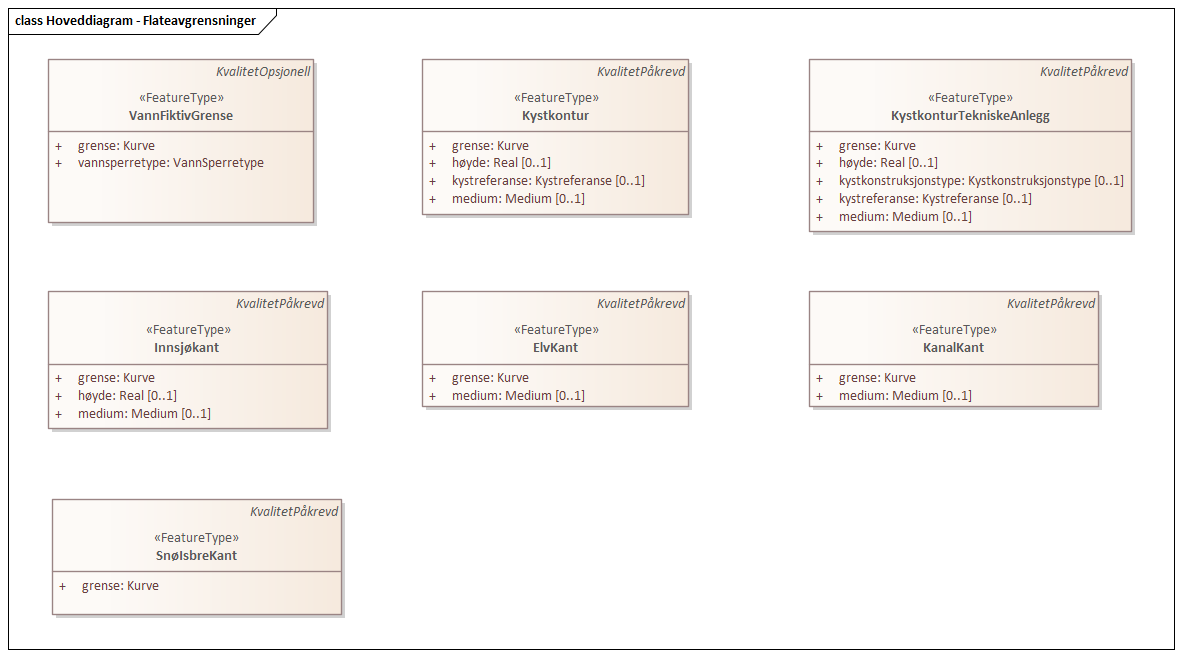 class Hoveddiagram - Flateavgrensninger
KvalitetOpsjonell
«FeatureType»
VannFiktivGrense
+ grense: Kurve
+ vannsperretype: VannSperretype
KvalitetPåkrevd
«FeatureType»
Kystkontur
+ grense: Kurve
+ høyde: Real [0..1]
+ kystreferanse: Kystreferanse [0..1]
+ medium: Medium [0..1]
KvalitetPåkrevd
«FeatureType»
KystkonturTekniskeAnlegg
+ grense: Kurve
+ høyde: Real [0..1]
+ kystkonstruksjonstype: Kystkonstruksjonstype [0..1]
+ kystreferanse: Kystreferanse [0..1]
+ medium: Medium [0..1]
KvalitetPåkrevd
«FeatureType»
Innsjøkant
+ grense: Kurve
+ høyde: Real [0..1]
+ medium: Medium [0..1]
KvalitetPåkrevd
«FeatureType»
ElvKant
+ grense: Kurve
+ medium: Medium [0..1]
KvalitetPåkrevd
«FeatureType»
KanalKant
+ grense: Kurve
+ medium: Medium [0..1]
KvalitetPåkrevd
«FeatureType»
SnøIsbreKant
+ grense: Kurve